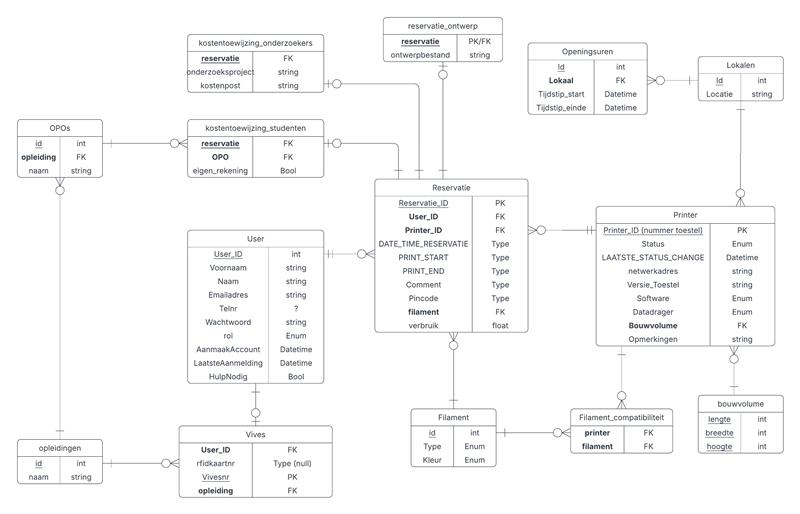 reservatie_ontwerp
reservatie PK/FK
ontwerpbestand string
kostentoewijzing_onderzoekers
reservatie FK
onderzoeksproject string
kostenpost string
Openingsuren
Id int
Lokaal FK
Tijdstip_start Datetime
Tijdstip_einde Datetime
Lokalen
Id int
Locatie string
OPOs
id int
opleiding FK
naam string
kostentoewijzing_studenten
reservatie FK
OPO FK
eigen_rekening Bool
Reservatie
Reservatie_ID PK
User_ID FK
Printer_ID FK
DATE_TIME_RESERVATIE Type
PRINT_START Type
PRINT_END Type
Comment Type
Pincode Type
filament FK
verbruik float
Printer
Printer_ID (nummer toestel) PK
Status Enum
LAATSTE_STATUS_CHANGE Datetime
netwerkadres string
Versie_Toestel string
Software Enum
Datadrager Enum
Bouwvolume FK
Opmerkingen string
User
User_ID int
Voornaam string
Naam string
Emailadres string
Telnr ?
Wachtwoord string
rol Enum
AanmaakAccount Datetime
LaatsteAanmelding Datetime
HulpNodig Bool
Filament
id int
Type Enum
Kleur Enum
Filament_compatibiliteit
printer FK
filament FK
bouwvolume
lengte int
breedte int
hoogte int
opleidingen
id int
naam string
Vives
User_ID FK
rfidkaartnr Type (null)
Vivesnr PK
opleiding FK